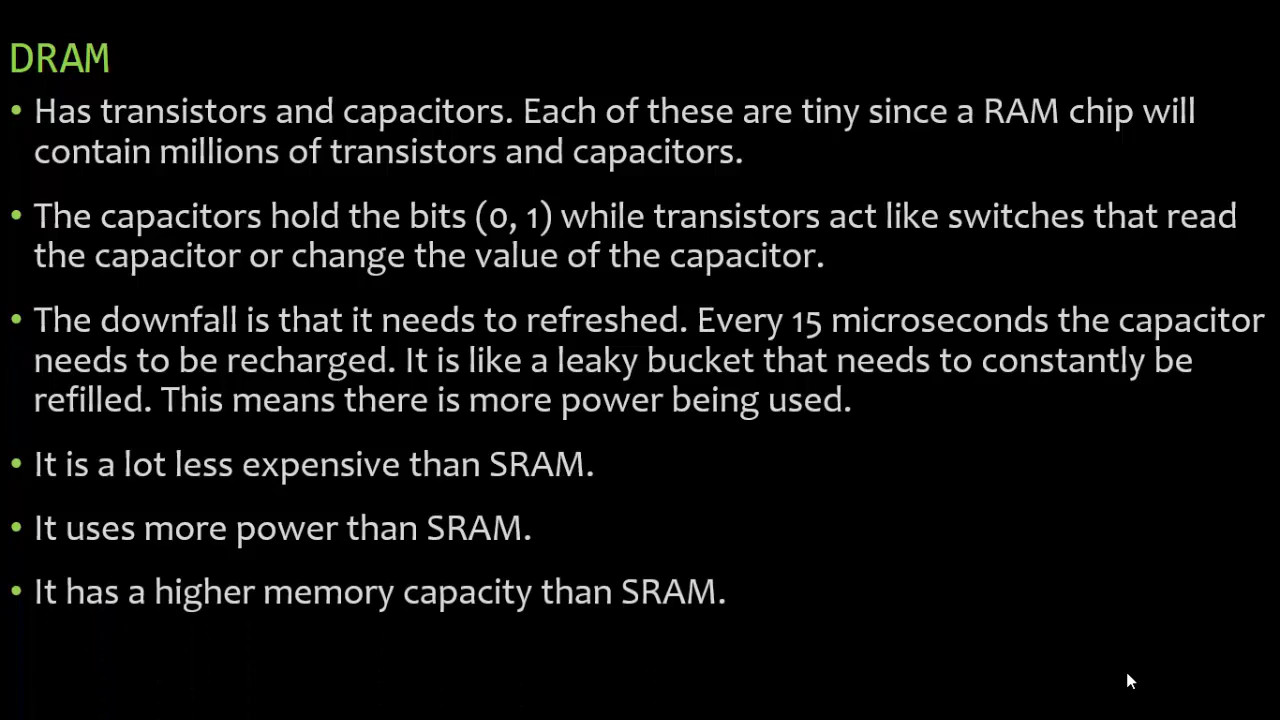 DRAM
• Has transistors and capacitors. Each of these are tiny since a RAM chip will
contain millions of transistors and capacitors.
• The capacitors hold the bits (0, 1) while transistors act like switches that read
the capacitor or change the value of the capacitor.
• The downfall is that it needs to refreshed. Every 15 microseconds the capacitor
needs to be recharged. It is like a leaky bucket that needs to constantly be
refilled. This means there is more power being used.
• It is a lot less expensive than SRAM.
• It uses more power than SRAM.
• It has a higher memory capacity than SRAM.